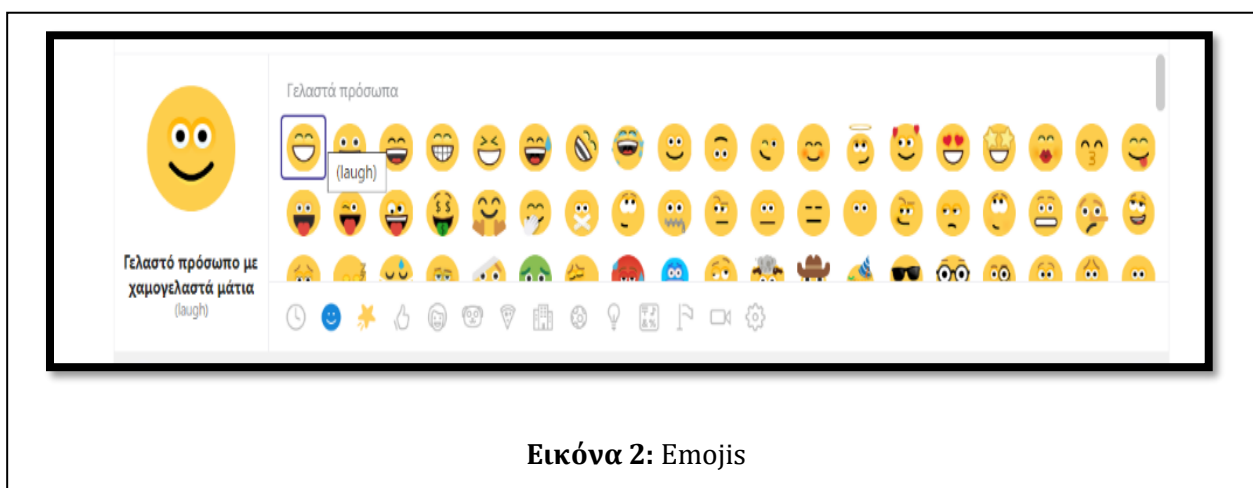 Γελαστά πρόσωπα
(laugh)
Γελαστό πρόσωπο με
χαμογελαστά μάτια
(laugh)
Εικόνα 2: Emojis